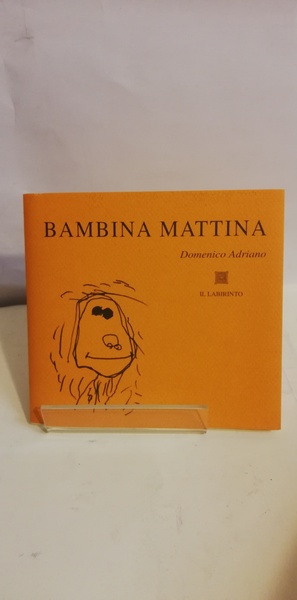 BAMBINA MATTINA
Domenico Adriano
IL LABIRINTO